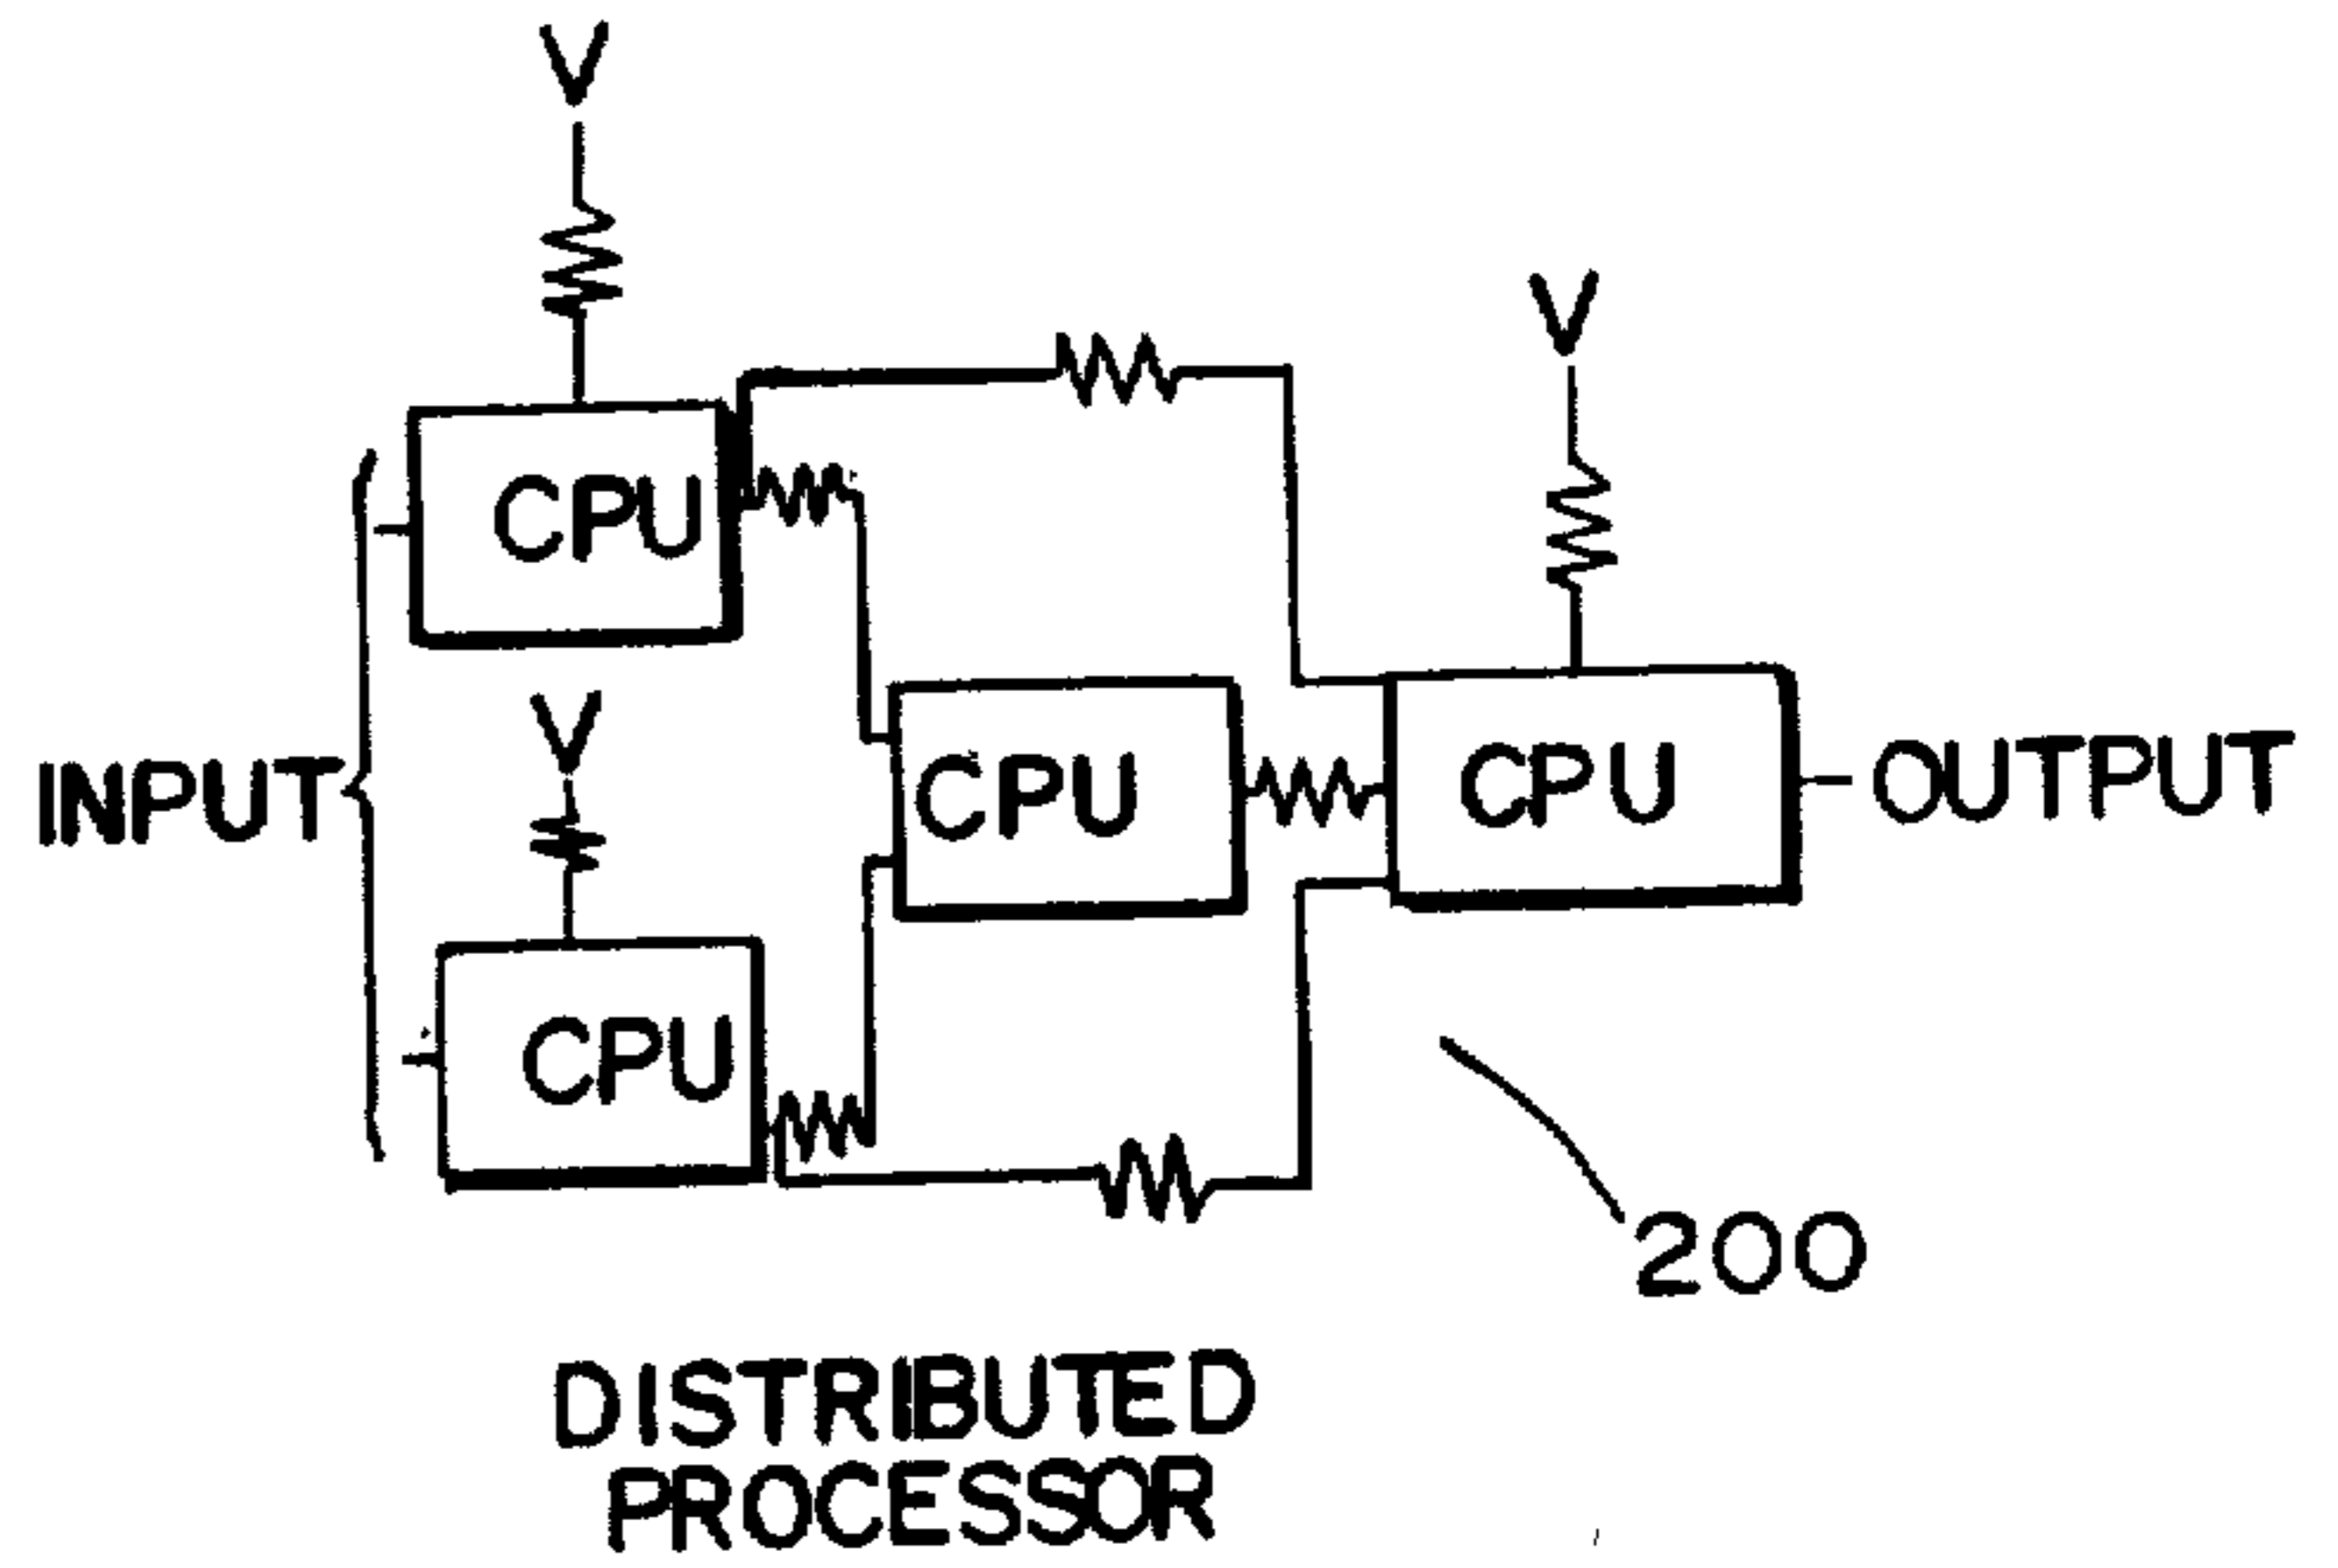 V
V
CPU
V
INPUT
CPU
CPU
OUTPUT
CPU
200
DISTRIBUTED
PROCESSOR